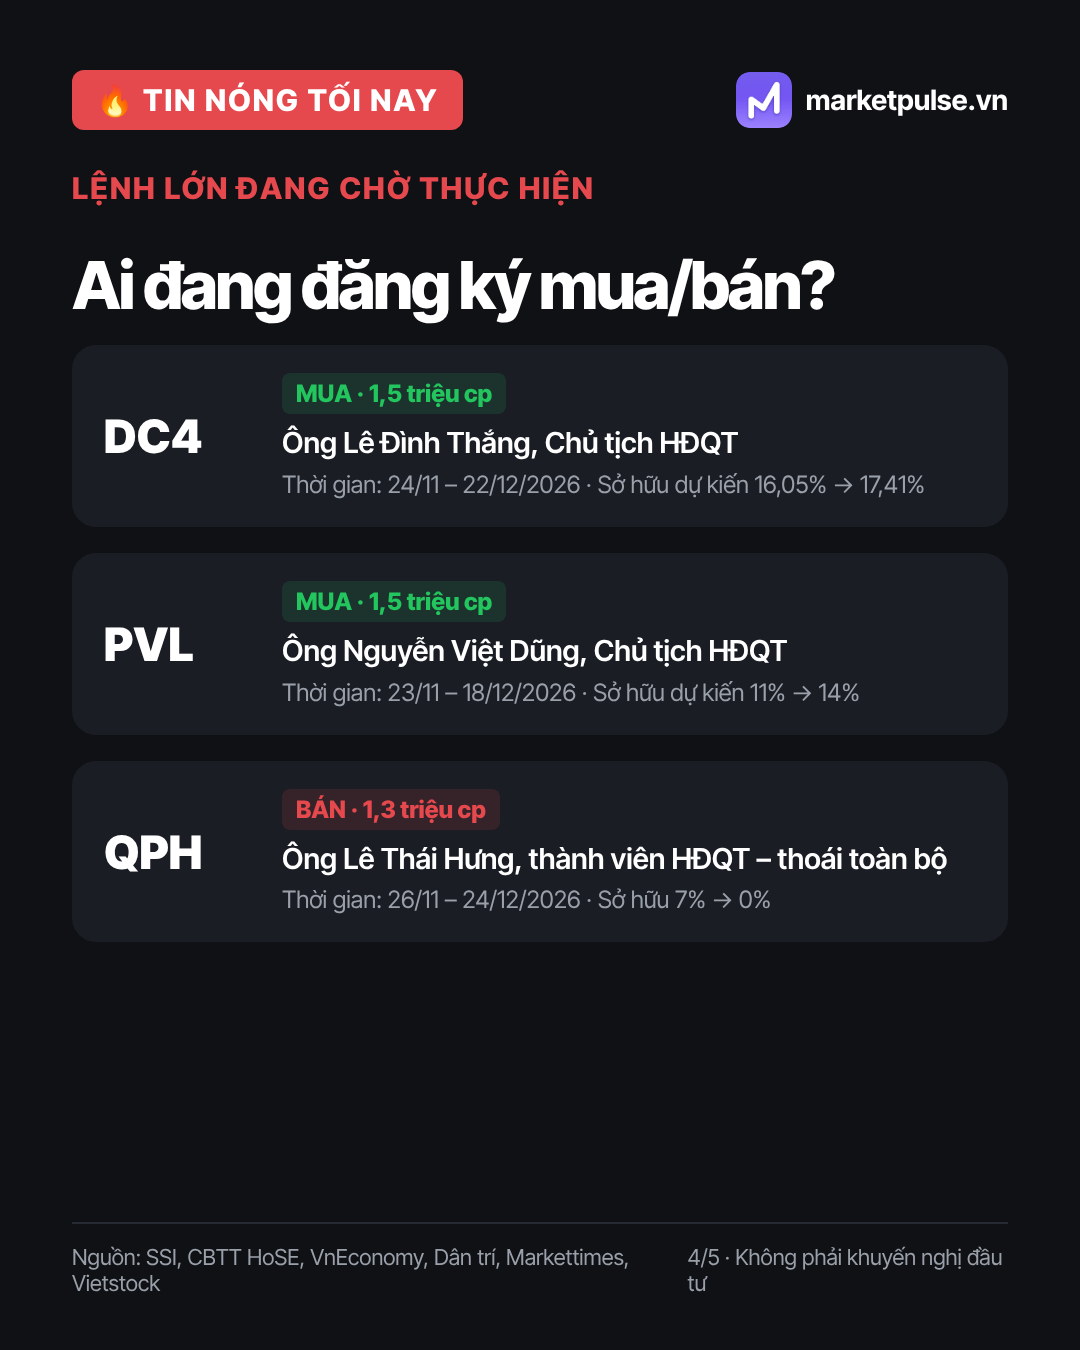 🔥 TIN NÓNG TỐI NAY
marketpulse.vn
LỆNH LỚN ĐANG CHỜ THỰC HIỆN
Ai đang đăng ký mua/bán?
MUA · 1,5 triệu cp
DC4
Ông Lê Đình Thắng, Chủ tịch HĐQT
Thời gian: 24/11 – 22/12/2026 · Sở hữu dự kiến 16,05% → 17,41%
MUA · 1,5 triệu cp
PVL
Ông Nguyễn Việt Dũng, Chủ tịch HĐQT
Thời gian: 23/11 – 18/12/2026 · Sở hữu dự kiến 11% → 14%
BÁN · 1,3 triệu cp
QPH
Ông Lê Thái Hưng, thành viên HĐQT – thoái toàn bộ
Thời gian: 26/11 – 24/12/2026 · Sở hữu 7% → 0%
Nguồn: SSI, CBTT HoSE, VnEconomy, Dân trí, Markettimes,
Vietstock
4/5 · Không phải khuyến nghị đầu
tư